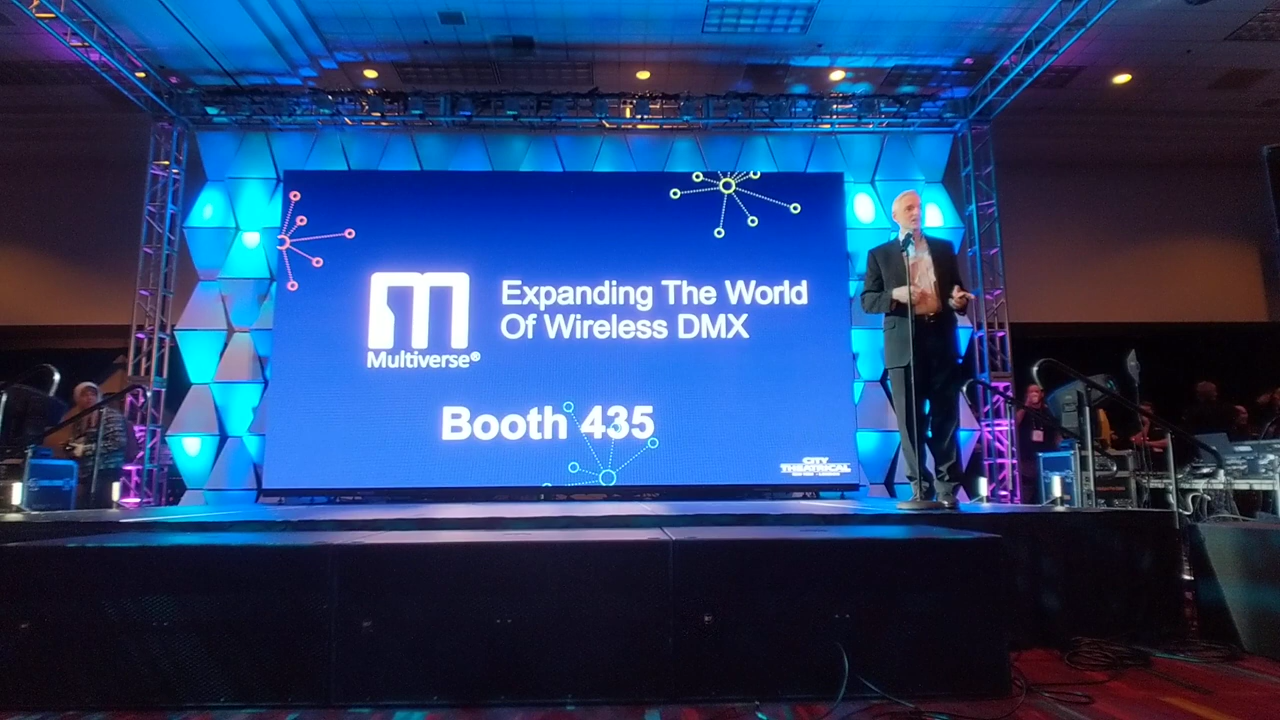 Expanding The World
Of Wireless DMX
Multiverse®
Booth 435
CITY
THEATRICAL